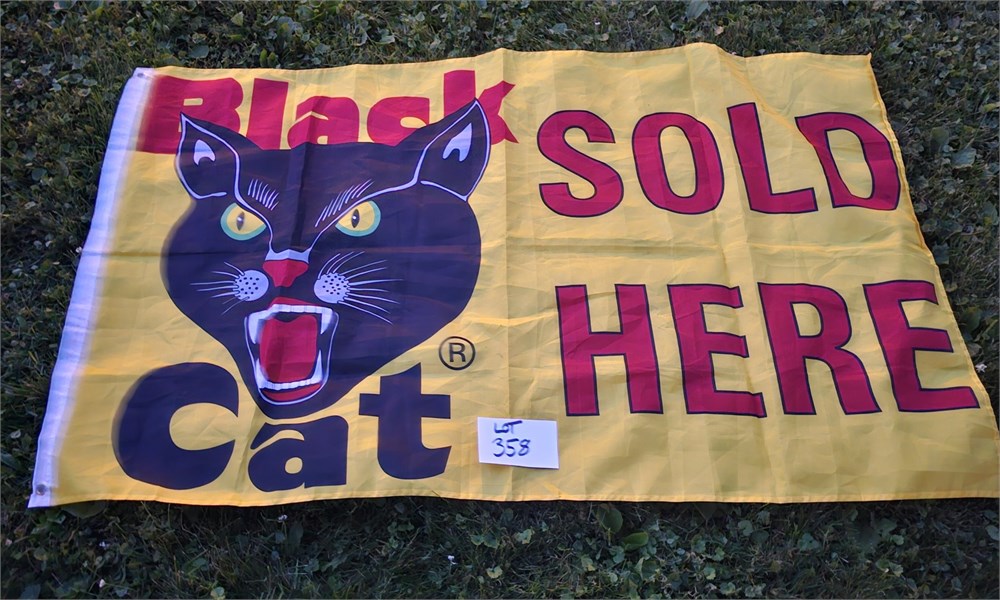 Black
Cat
®
SOLD
HERE
LOT
358